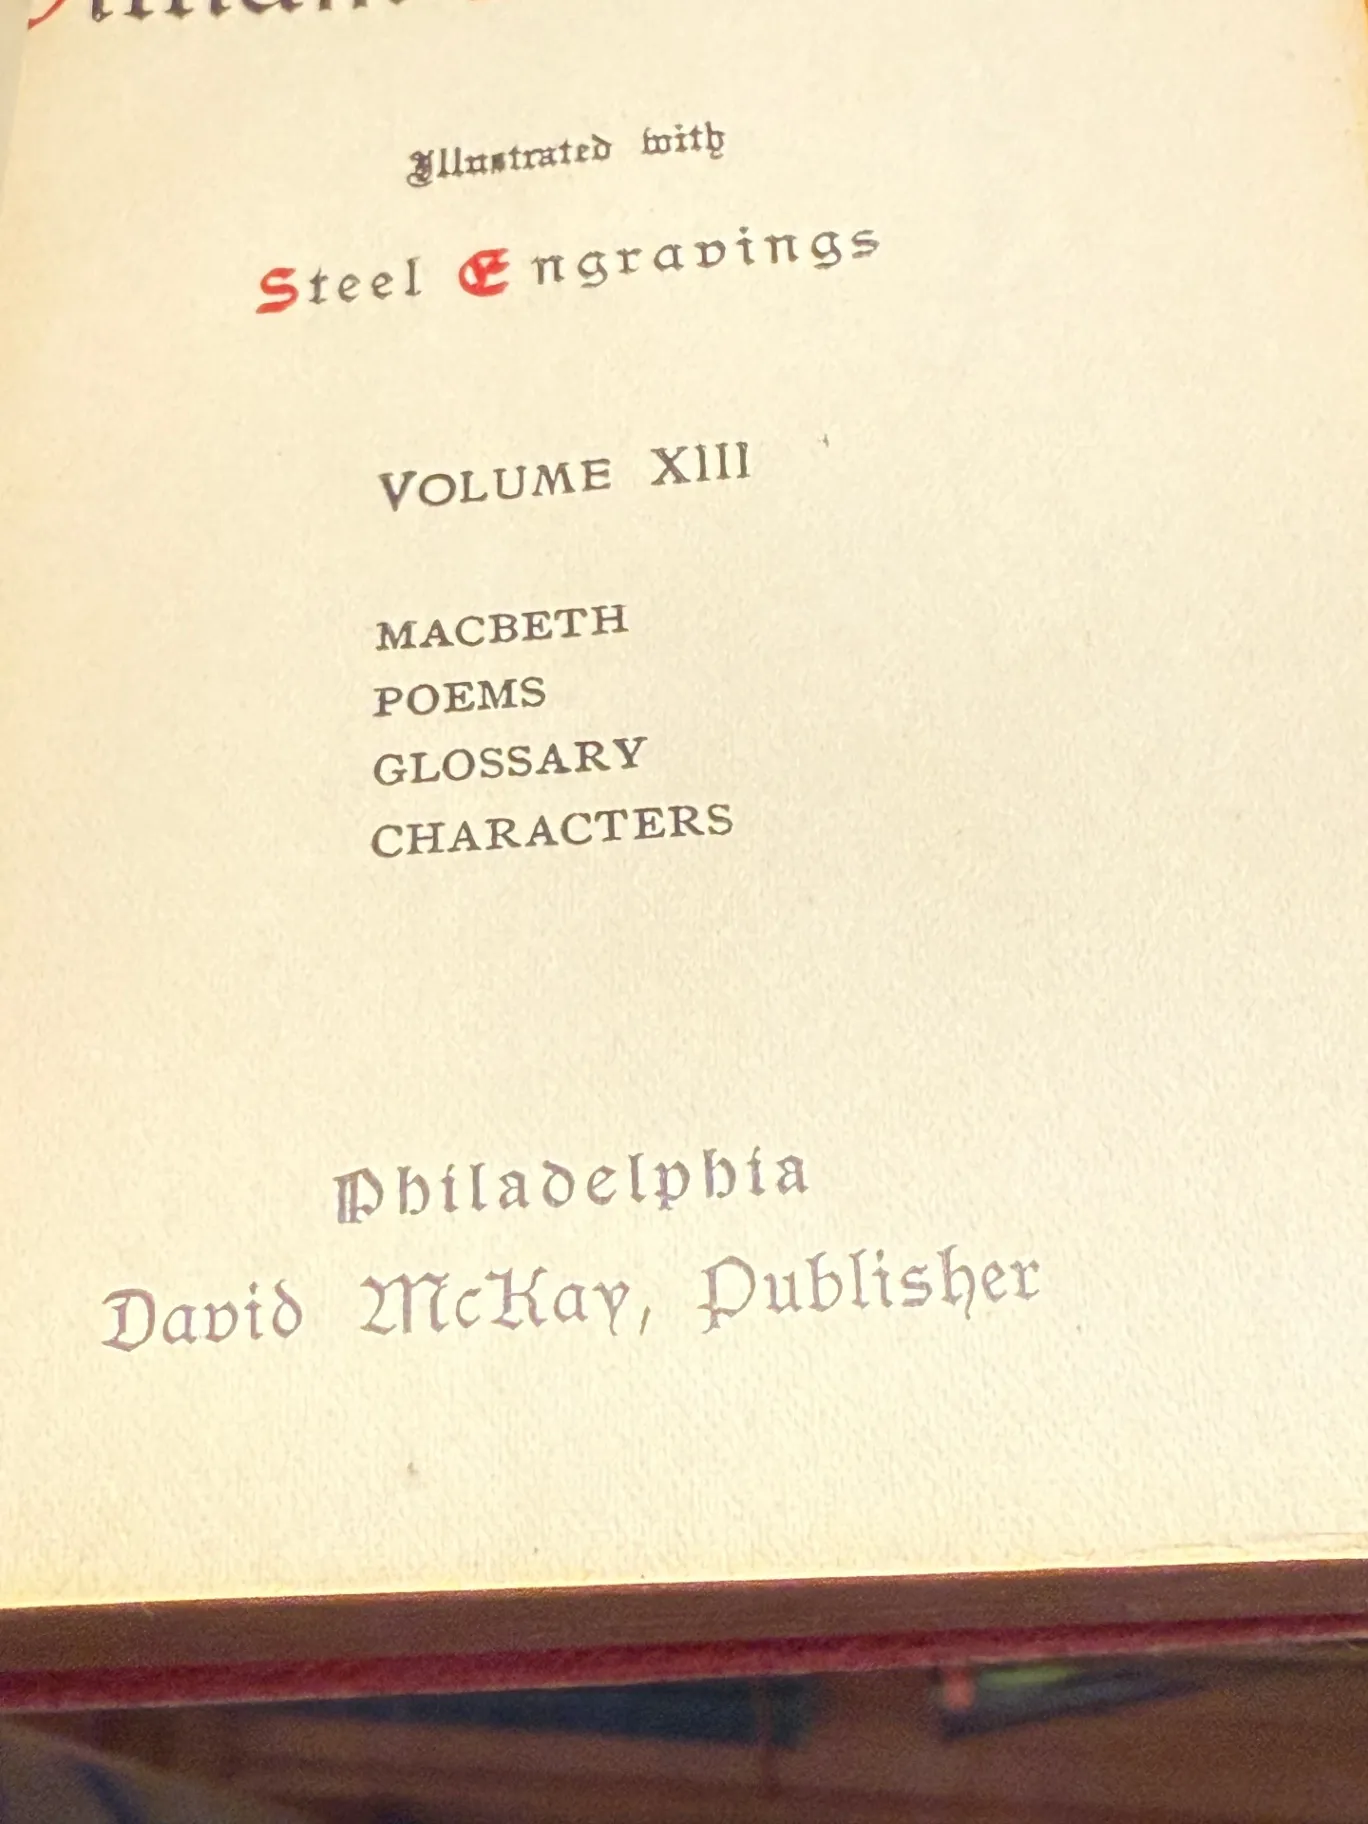 Illustrated with
Steel Engravings
VOLUME XIII
MACBETH
POEMS
GLOSSARY
CHARACTERS
Philadelphia
David McKay, Publisher